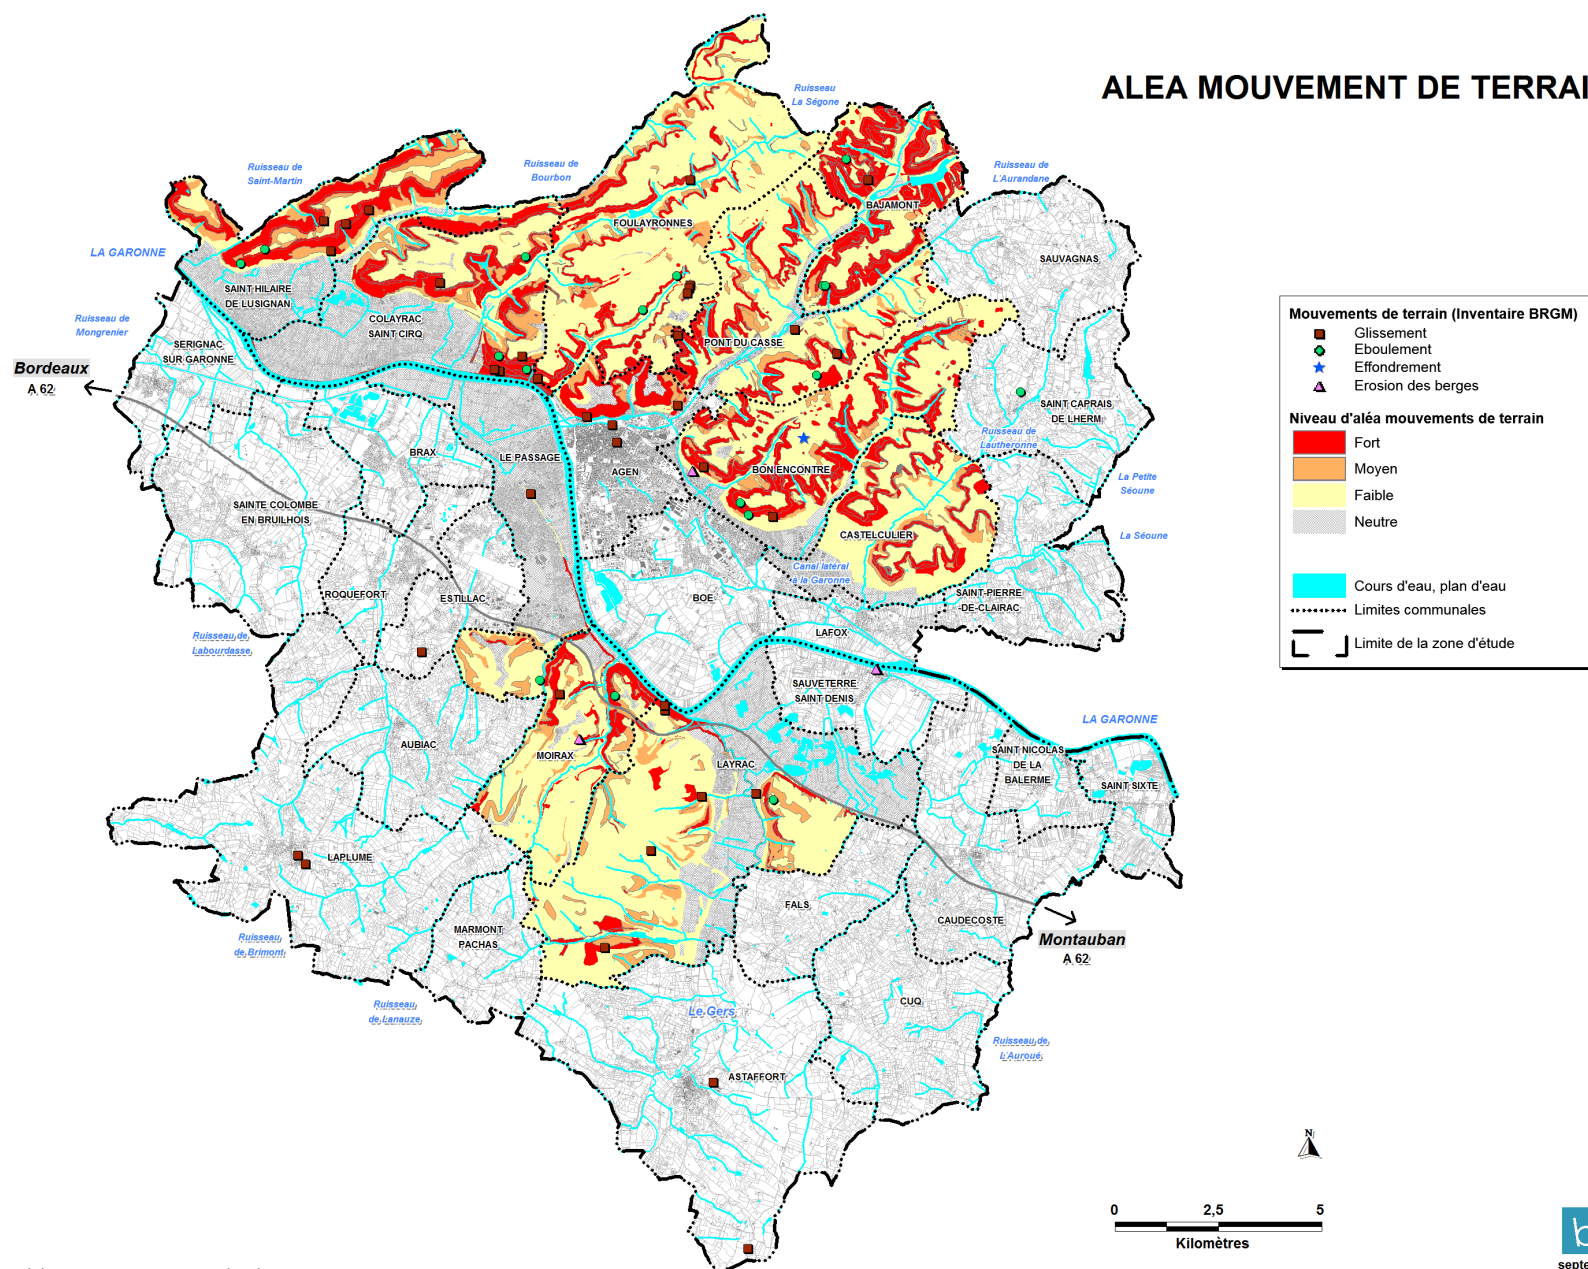 ALEA MOUVEMENT DE TERRAI
Ruisseau
La Ségone
Ruisseau de
Saint-Martin
Ruisseau de
Bourbon
Ruisseau de
L'Aurandane
BAJAMONT
FOULAYRONNES
LA GARONNE
SAUVAGNAS
SAINT HILAIRE
DE LUSIGNAN
Ruisseau de
Mongrenier
COLAYRAC
SAINT CIRQ
SERIGNAC
SUR GARONNE
PONT DU CASSE
Bordeaux
A 62
SAINT CAPRAIS
DE LHERM
Ruisseau de
Lautheronne
BRAX
LE PASSAGE
AGEN
BON ENCONTRE
La Petite
Séoune
SAINTE COLOMBE
EN BRUILHOIS
CASTELCULIER
La Séoune
Canal latéral
à la Garonne
ROQUEFORT
ESTILLAC
BOE
SAINT-PIERRE
-DE-CLAIRAC
Ruisseau de
Labourdasse
LAFOX
SAUVETERRE
SAINT DENIS
LA GARONNE
AUBIAC
MOIRAX
LAYRAC
SAINT NICOLAS
DE LA
BALERME
SAINT SIXTE
LAPLUME
FALS
CAUDECOSTE
MARMONT
PACHAS
Ruisseau
de Brimont
Montauban
A 62
Ruisseau
de Lanauze
Le Gers
CUQ
Ruisseau de
L'Auroué
ASTAFFORT
Mouvements de terrain (Inventaire BRGM)
Glissement
Eboulement
Effondrement
Erosion des berges
Niveau d'aléa mouvements de terrain
Fort
Moyen
Faible
Neutre
Cours d'eau, plan d'eau
Limites communales
Limite de la zone d'étude
N
0 2,5 5
Kilomètres
b
septe